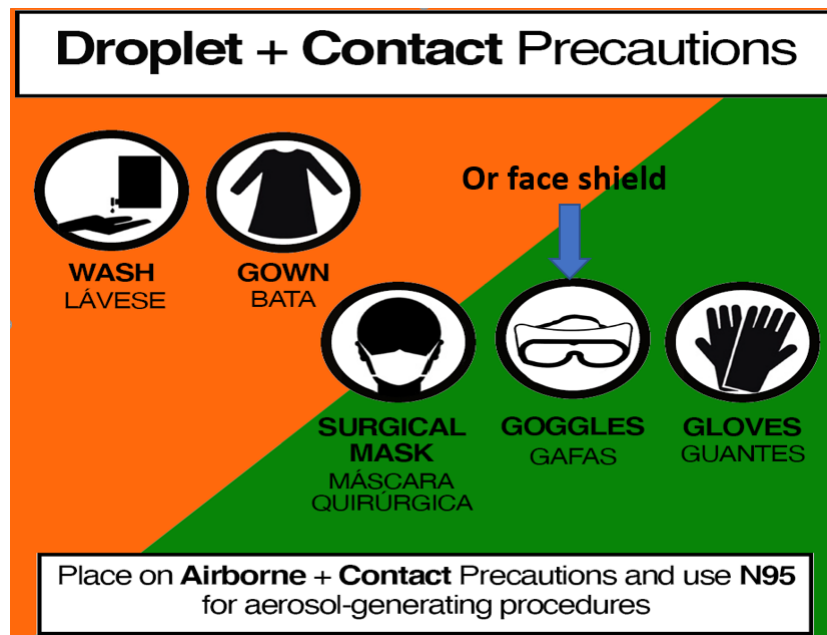 Droplet + Contact Precautions
WASH
LÁVESE
GOWN
BATA
Or face shield
SURGICAL
MASK
MÁSCARA
QUIRÚRGICA
GOGGLES
GAFAS
GLOVES
GUANTES
Place on Airborne + Contact Precautions and use N95
for aerosol-generating procedures